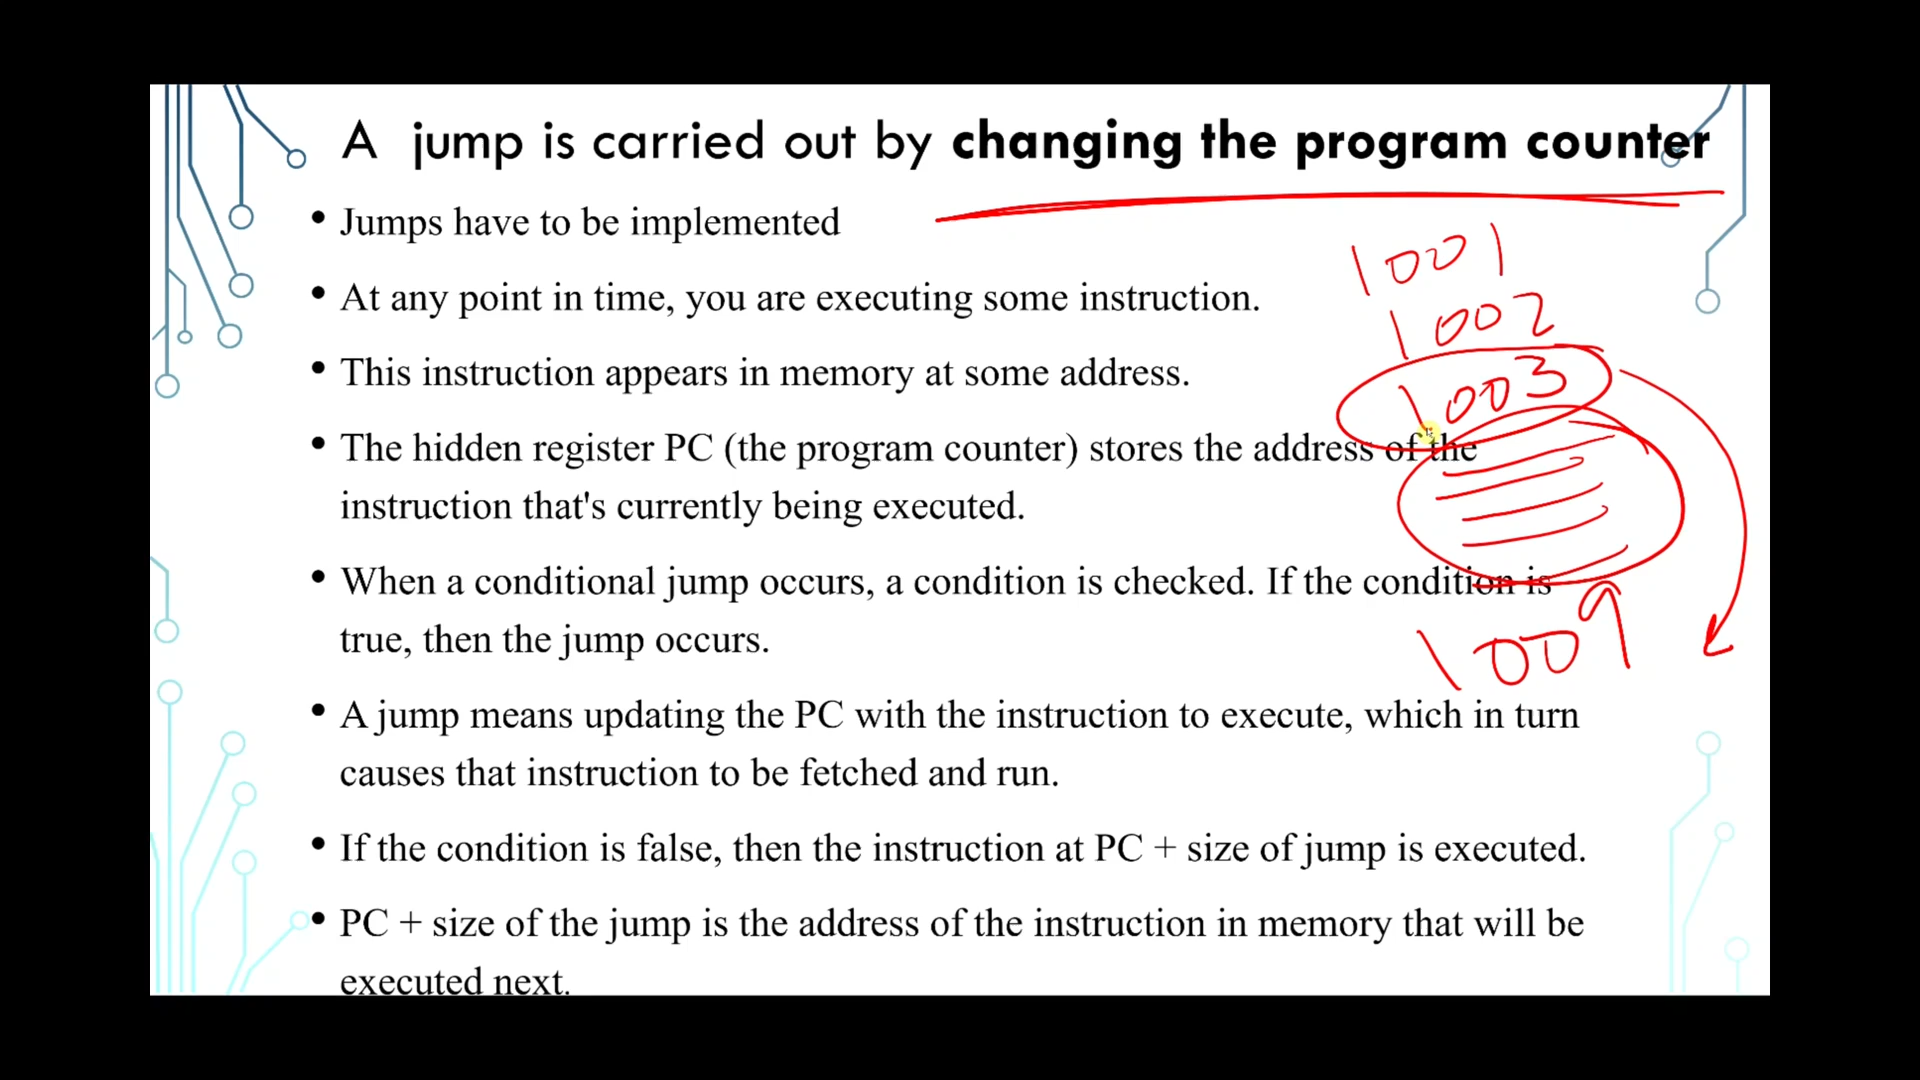 A jump is carried out by changing the program counter
• Jumps have to be implemented
1001
• At any point in time, you are executing some instruction.
1002
• This instruction appears in memory at some address.
1003
• The hidden register PC (the program counter) stores the address of the
instruction that's currently being executed.
• When a conditional jump occurs, a condition is checked. If the condition is
true, then the jump occurs.
1009
• A jump means updating the PC with the instruction to execute, which in turn
causes that instruction to be fetched and run.
• If the condition is false, then the instruction at PC + size of jump is executed.
• PC + size of the jump is the address of the instruction in memory that will be
executed next.